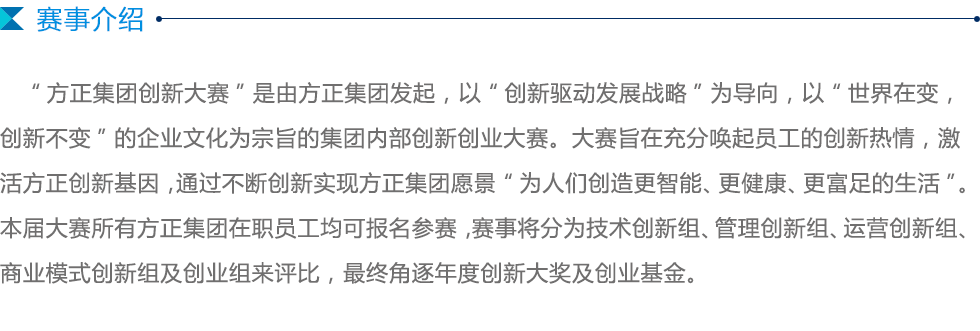 赛事介绍
“方正集团创新大赛”是由方正集团发起，以“创新驱动发展战略”为导向，以“世界在变，
创新不变”的企业文化为宗旨的集团内部创新创业大赛。大赛旨在充分唤起员工的创新热情，激
活方正创新基因,通过不断创新实现方正集团愿景“为人们创造更智能、更健康、更富足的生活”。
本届大赛所有方正集团在职员工均可报名参赛,赛事将分为技术创新组、管理创新组、运营创新组、
商业模式创新组及创业组来评比，最终角逐年度创新大奖及创业基金。